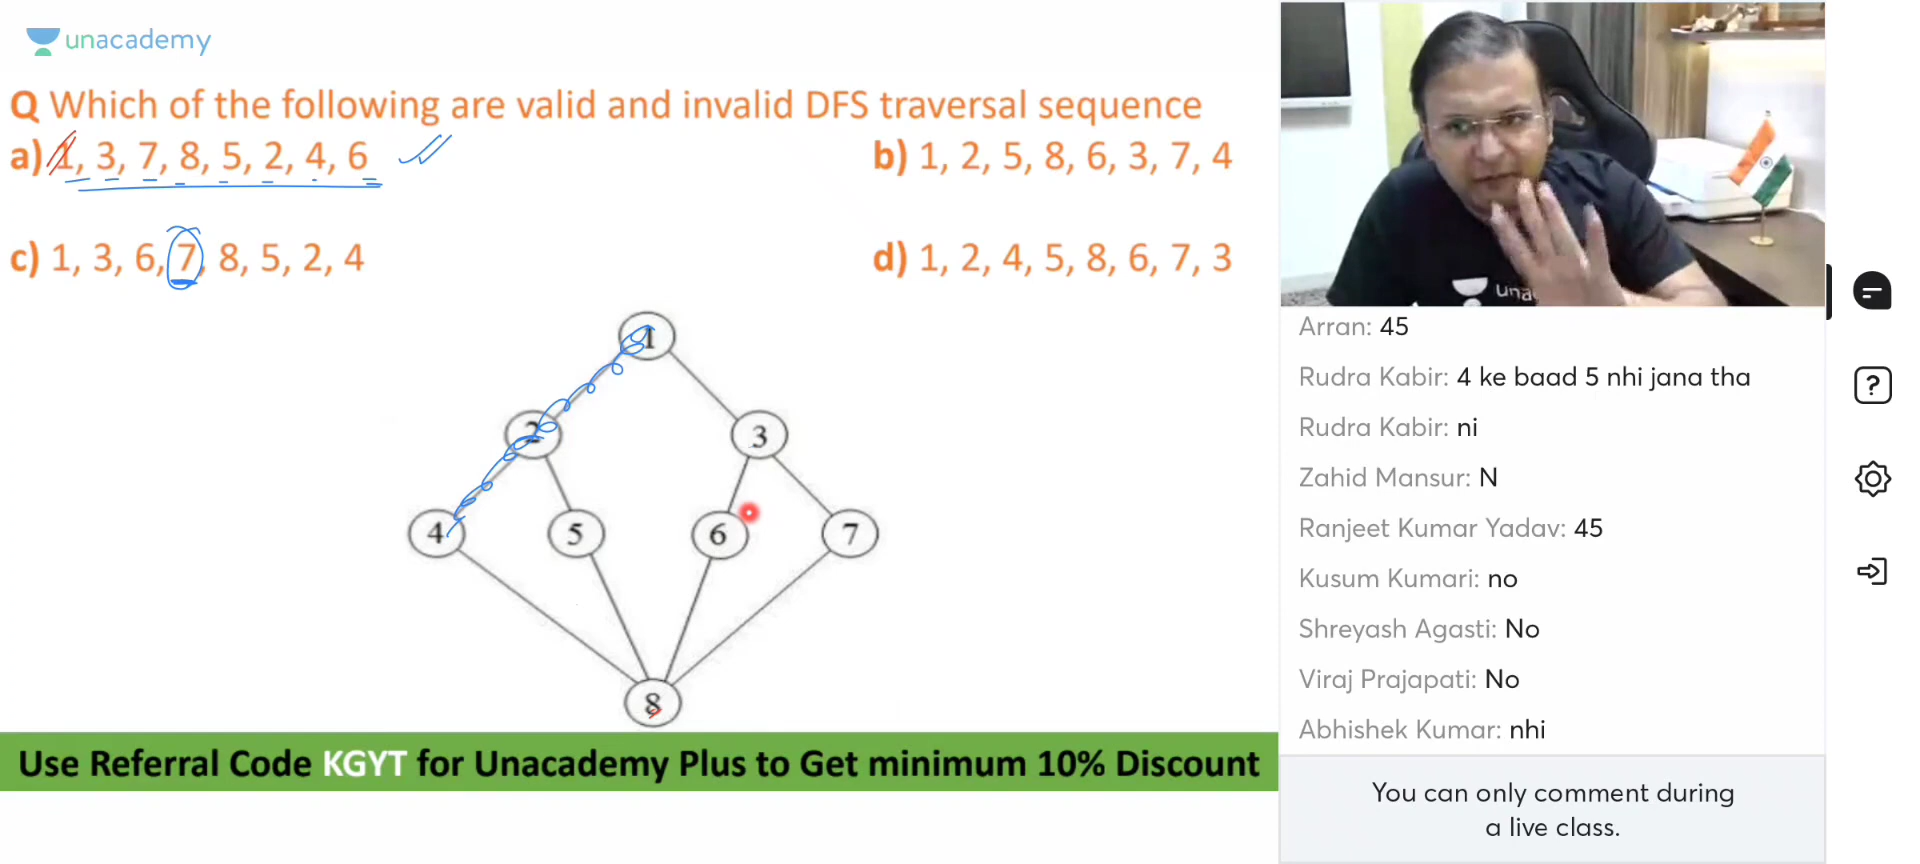 unacademy
Q Which of the following are valid and invalid DFS traversal sequence
a) 1, 3, 7, 8, 5, 2, 4, 6
b) 1, 2, 5, 8, 6, 3, 7, 4
c) 1, 3, 6, 7, 8, 5, 2, 4
d) 1, 2, 4, 5, 8, 6, 7, 3
1
2
3
4
5
6
7
8
Use Referral Code KGYT for Unacademy Plus to Get minimum 10% Discount
una
Arran: 45
Rudra Kabir: 4 ke baad 5 nhi jana tha
Rudra Kabir: ni
Zahid Mansur: N
Ranjeet Kumar Yadav: 45
Kusum Kumari: no
Shreyash Agasti: No
Viraj Prajapati: No
Abhishek Kumar: nhi
You can only comment during
a live class.
?